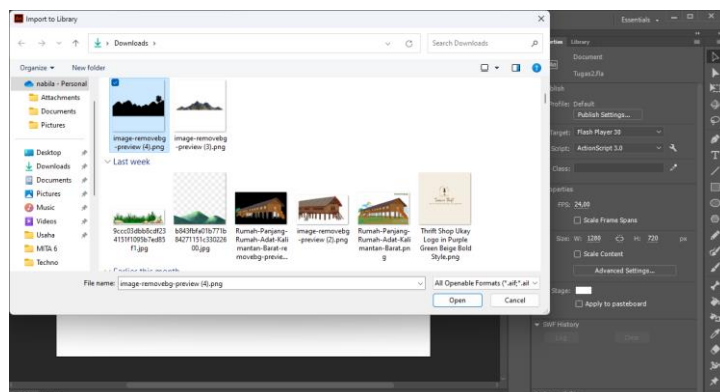 Import to Library
Essentials
Downloads
Search Downloads
Organize
New folder
nabila - Personal
Attachments
Documents
Pictures
Desktop
Downloads
Documents
Pictures
Music
Videos
Usaha
MITA 6
Techno
image-removebg
-preview (4).png
image-removebg
-preview (3).png
Last week
9ccc03dbb8cdf23
4151f1095b7ed85
f1.jpg
b843fbfa01b771b
84271151c330226
00.jpg
Rumah-Panjang-
Rumah-Adat-Kali
mantan-Barat-re
movebg-previe...
image-removebg
-preview (2).png
Rumah-Panjang-
Rumah-Adat-Kali
mantan-Barat.pn
g
Thrift Shop Ukay
Logo in Purple
Green Beige Bold
Style.png
Earlier this month
File name: image-removebg-preview (4).png
All Openable Formats (*.aif;*.ail
Open
Cancel
Library
Document
Tugas2.fla
Profile: Default
Publish Settings...
Target: Flash Player 30
Script: ActionScript 3.0
Class:
FPS: 24,00
Scale Frame Spans
Size: W: 1280 H: 720 px
Scale Content
Advanced Settings...
Stage:
Apply to pasteboard
SWF History
Log
Clear